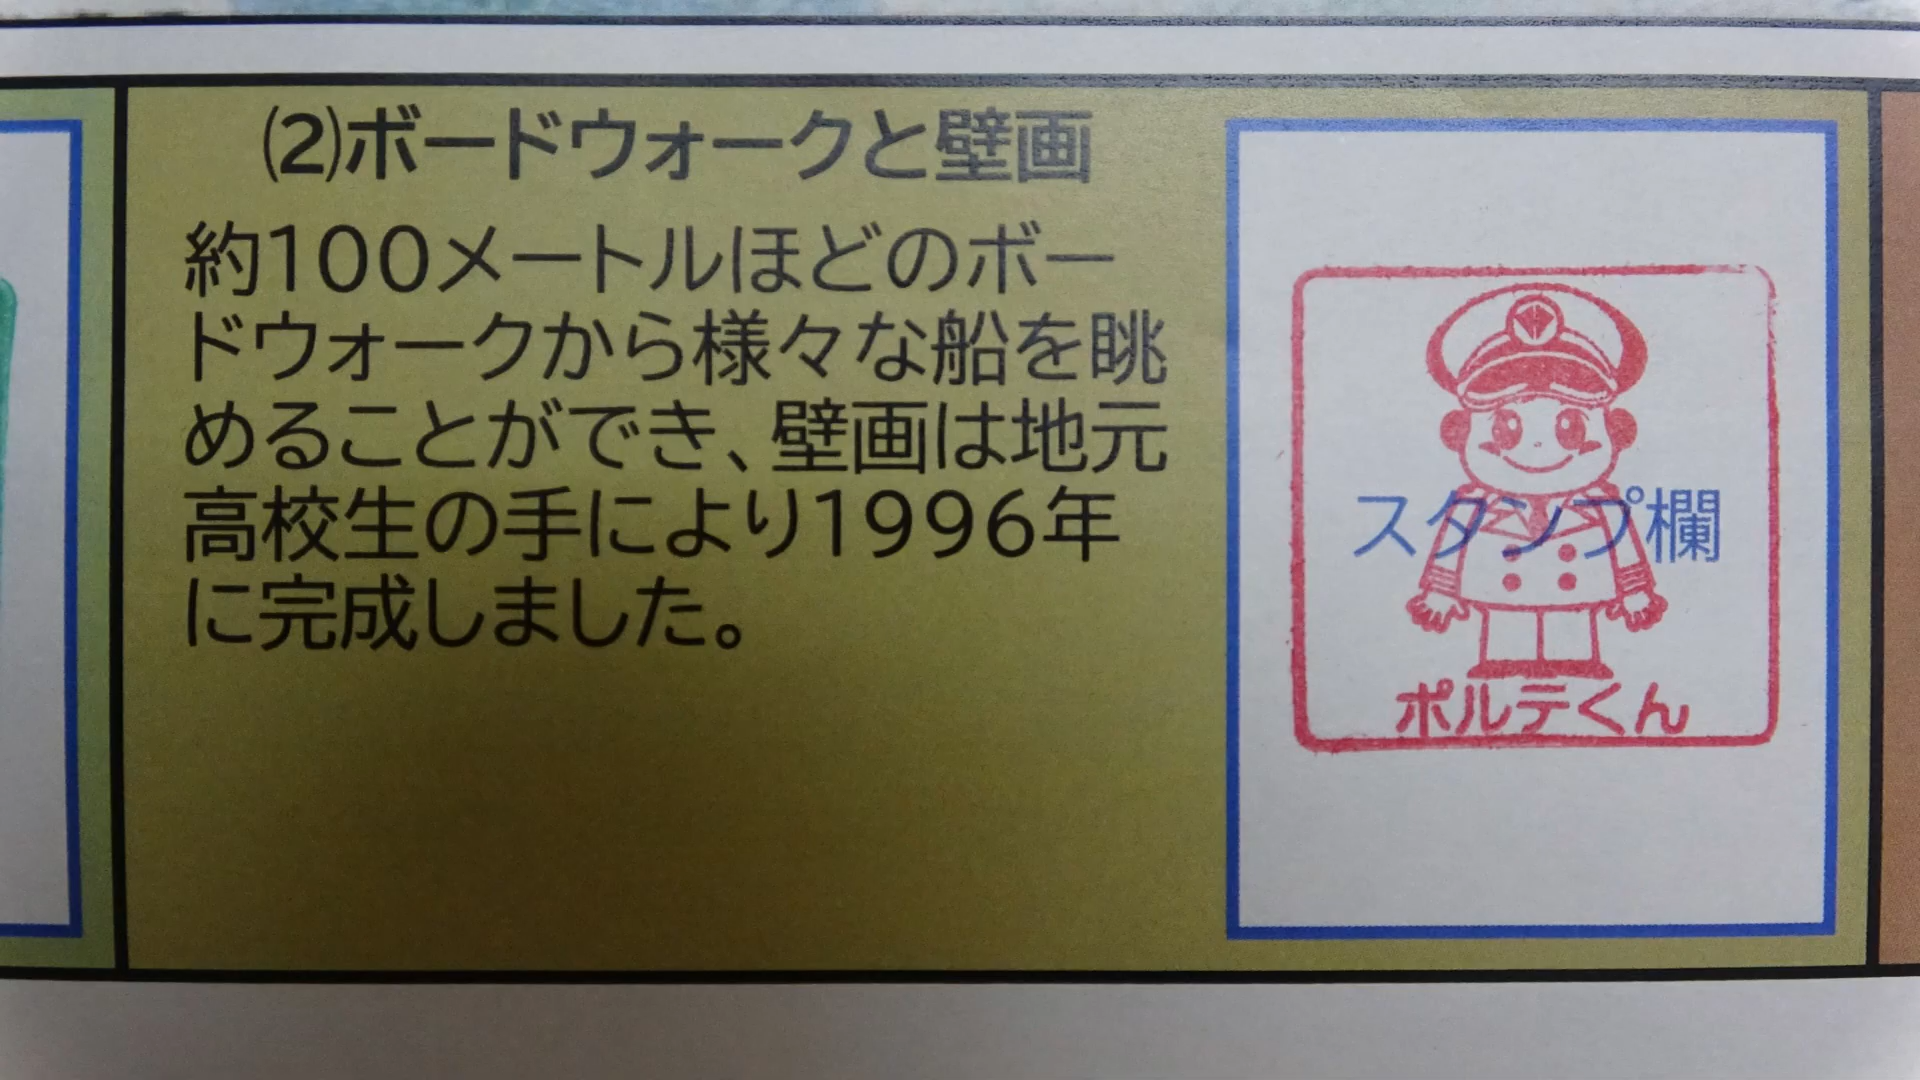 ⑵ボードウォークと壁画
約100メートルほどのボー
ドウォークから様々な船を眺
めることができ、壁画は地元
高校生の手により1996年
に完成しました。
スタンプ欄
ポルテくん